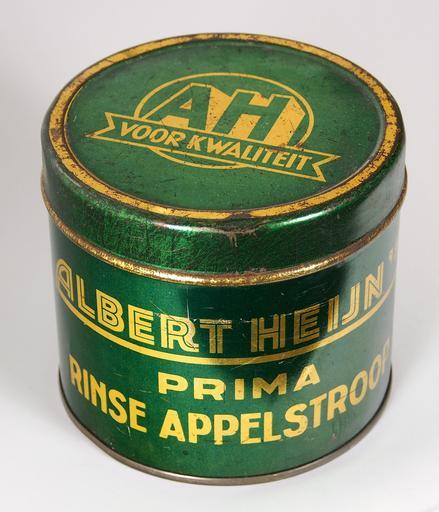 AH
VOOR KWALITEIT
ALBERT HEIJN'
PRIMA
RINSE APPELSTROOP